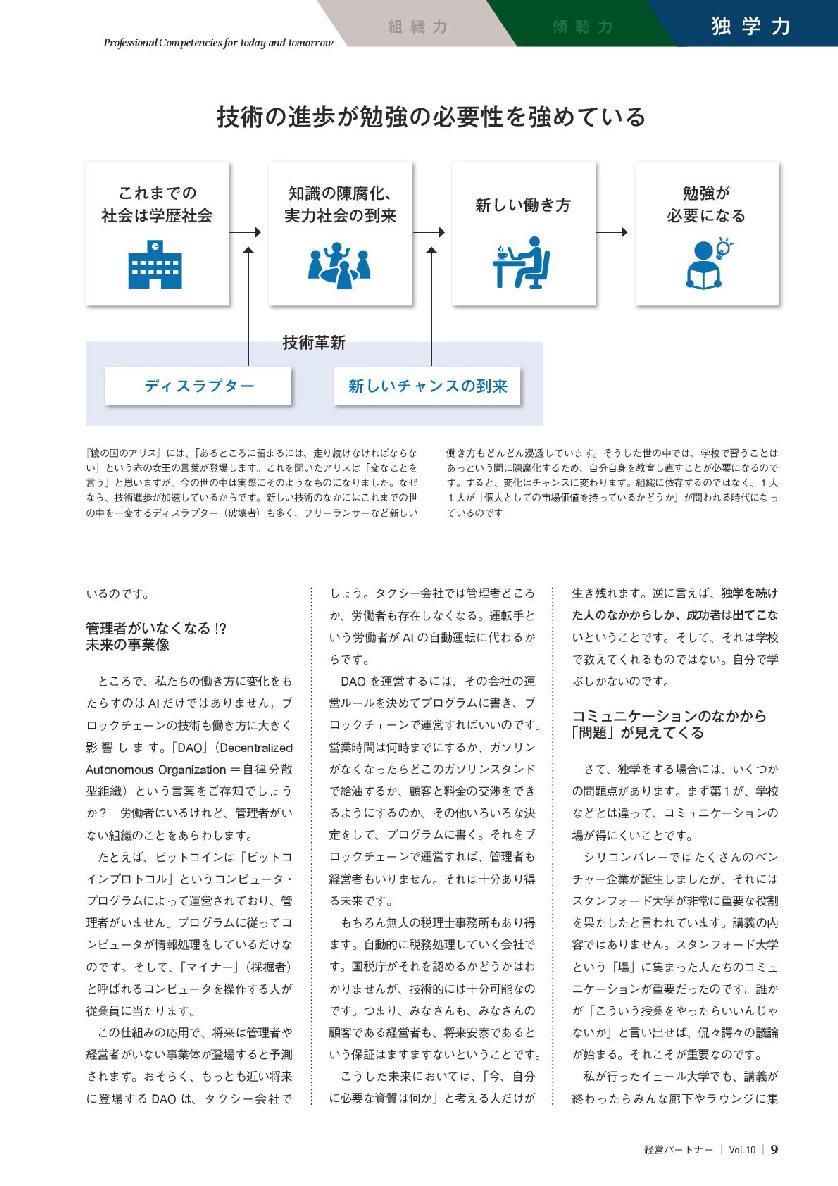 組織力
傾聴力
独学力
Professional Competencies for today and tomorrow
技術の進歩が勉強の必要性を強めている
これまでの
社会は学歴社会
知識の陳腐化、
実力社会の到来
新しい働き方
勉強が
必要になる
技術革新
ディスラプター
新しいチャンスの到来
『鏡の国のアリス』には、「あるところに留まるには、走り続けなければならな
い」という赤の女王の言葉が登場します。これを聞いたアリスは「変なことを
言う」と思いますが、今の世の中は実際にそのようなものになりました。なぜ
なら、技術進歩が加速しているからです。新しい技術のなかにはこれまでの世
の中を一変するディスラプター（破壊者）も多く、フリーランサーなど新しい
働き方もどんどん浸透しています。そうした世の中では、学校で習うことは
あっという間に陳腐化するため、自分自身を教育し直すことが必要になるので
す。すると、変化はチャンスに変わります。組織に依存するのではなく、1人
1人が「個人としての市場価値を持っているかどうか」が問われる時代になっ
ているのです
いるのです。
管理者がいなくなる!?
未来の事業像
ところで、私たちの働き方に変化をも
たらすのはAIだけではありません。ブ
ロックチェーンの技術も働き方に大きく
影響します。「DAO」（Decentralized
Autonomous Organization＝自律分散
型組織）という言葉をご存知でしょう
か？　労働者はいるけれど、管理者がい
ない組織のことをあらわします。
たとえば、ビットコインは「ビットコ
インプロトコル」というコンピュータ・
プログラムによって運営されており、管
理者がいません。プログラムに従ってコ
ンピュータが情報処理をしているだけな
のです。そして、「マイナー」（採掘者）
と呼ばれるコンピュータを操作する人が
従業員に当たります。
この仕組みの応用で、将来は管理者や
経営者がいない事業体が登場すると予測
されます。おそらく、もっとも近い将来
に登場するDAOは、タクシー会社で
しょう。タクシー会社では管理者どころ
か、労働者も存在しなくなる。運転手と
いう労働者がAIの自動運転に代わるか
らです。
DAOを運営するには、その会社の運
営ルールを決めてプログラムに書き、ブ
ロックチェーンで運営すればいいのです。
営業時間は何時までにするか、ガソリン
がなくなったらどこのガソリンスタンド
で給油するか、顧客と料金の交渉をでき
るようにするのか、その他いろいろな決
定をして、プログラムに書く。それをブ
ロックチェーンで運営すれば、管理者も
経営者もいりません。それは十分あり得
る未来です。
もちろん無人の税理士事務所もあり得
ます。自動的に税務処理していく会社で
す。国税庁がそれを認めるかどうかはわ
かりませんが、技術的には十分可能なの
です。つまり、みなさんも、みなさんの
顧客である経営者も、将来安泰であると
いう保証はますますないということです。
こうした未来においては、「今、自分
に必要な資質は何か」と考える人だけが
生き残れます。逆に言えば、独学を続け
た人のなかからしか、成功者は出てこな
いということです。そして、それは学校
で教えてくれるものではない。自分で学
ぶしかないのです。
コミュニケーションのなかから
「問題」が見えてくる
さて、独学をする場合には、いくつか
の問題点があります。まず第1が、学校
などとは違って、コミュニケーションの
場が得にくいことです。
シリコンバレーではたくさんのベン
チャー企業が誕生しましたが、それには
スタンフォード大学が非常に重要な役割
を果たしたと言われています。講義の内
容ではありません。スタンフォード大学
という「場」に集まった人たちのコミュ
ニケーションが重要だったのです。誰か
が「こういう授業をやったらいいんじゃ
ないか」と言い出せば、侃々諤々の議論
が始まる。それこそが重要なのです。
私が行ったイェール大学でも、講義が
終わったらみんな廊下やラウンジに集
経営パートナー｜Vol.10｜9